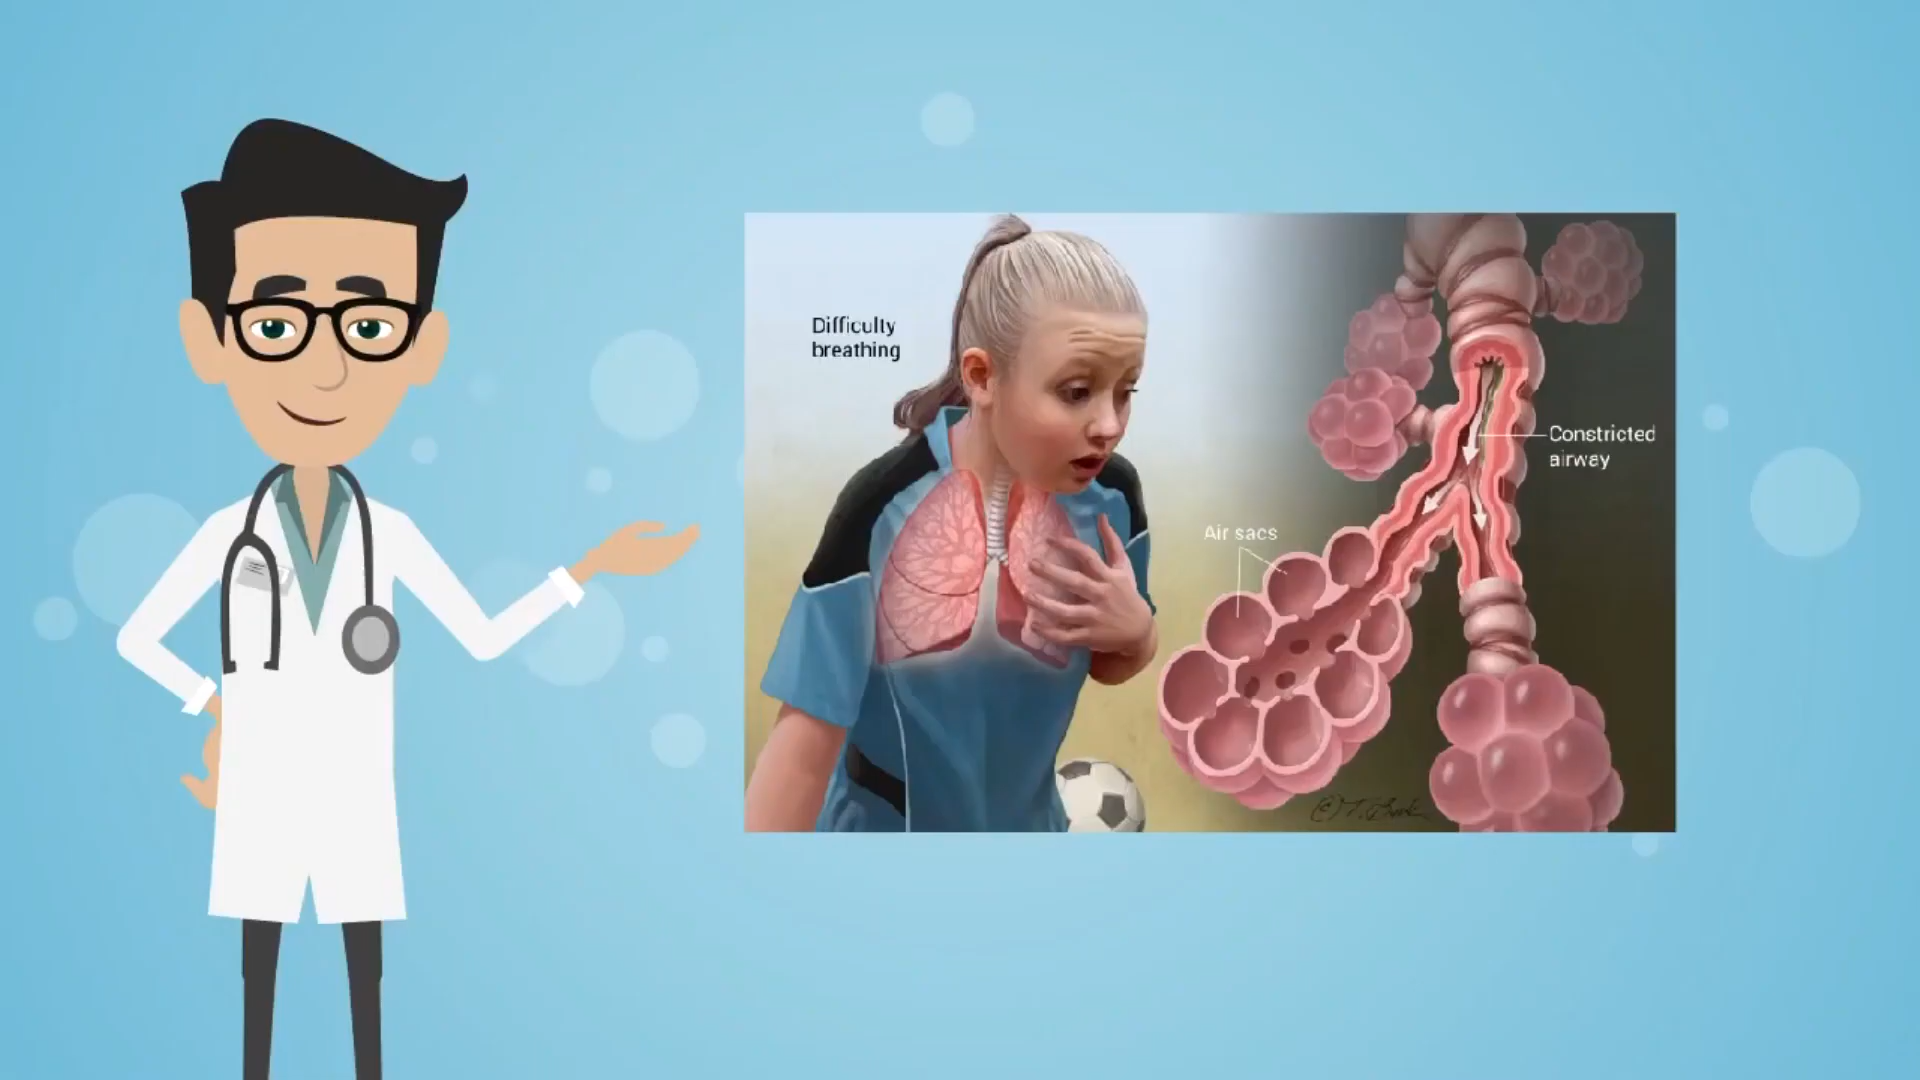 Difficulty
breathing
Constricted
airway
Air sacs